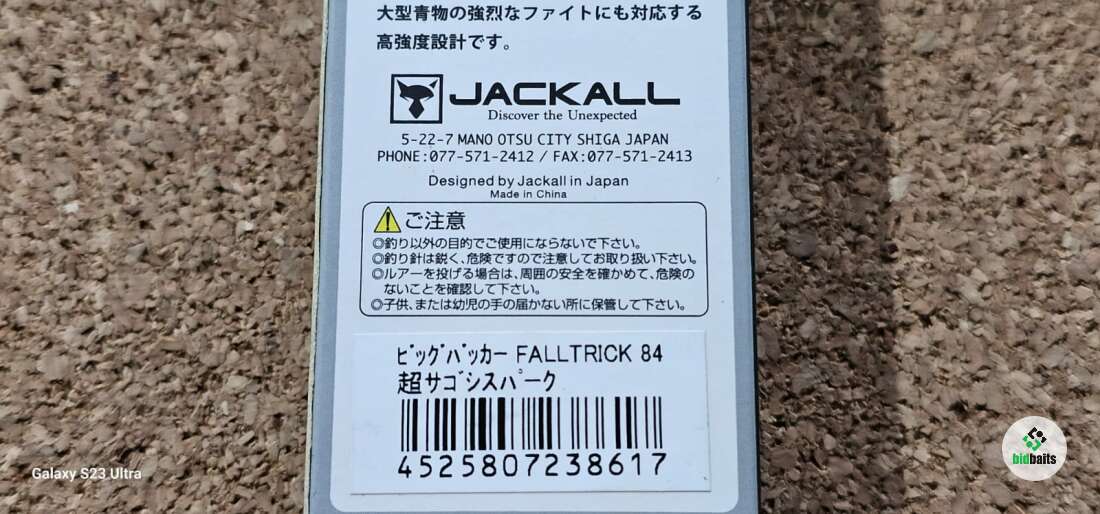 大型青物の強烈なファイトにも対応する
高強度設計です。
JACKALL
Discover the Unexpected
5-22-7 MANO OTSU CITY SHIGA JAPAN
PHONE:077-571-2412 / FAX:077-571-2413
Designed by Jackall in Japan
Made in China
ご注意
◎釣り以外の目的でご使用にならないで下さい。
◎釣り針は鋭く、危険ですので注意してお取り扱い下さい。
◎ルアーを投げる場合は、周囲の安全を確かめて、危険の
ないことを確認して下さい。
◎子供、または幼児の手の届かない所に保管して下さい。
ﾋﾞｯｸﾞﾊﾞｯカー FALLTRICK 84
超サゴシスパーク
4525807238617
Galaxy S23 Ultra
bidbaits